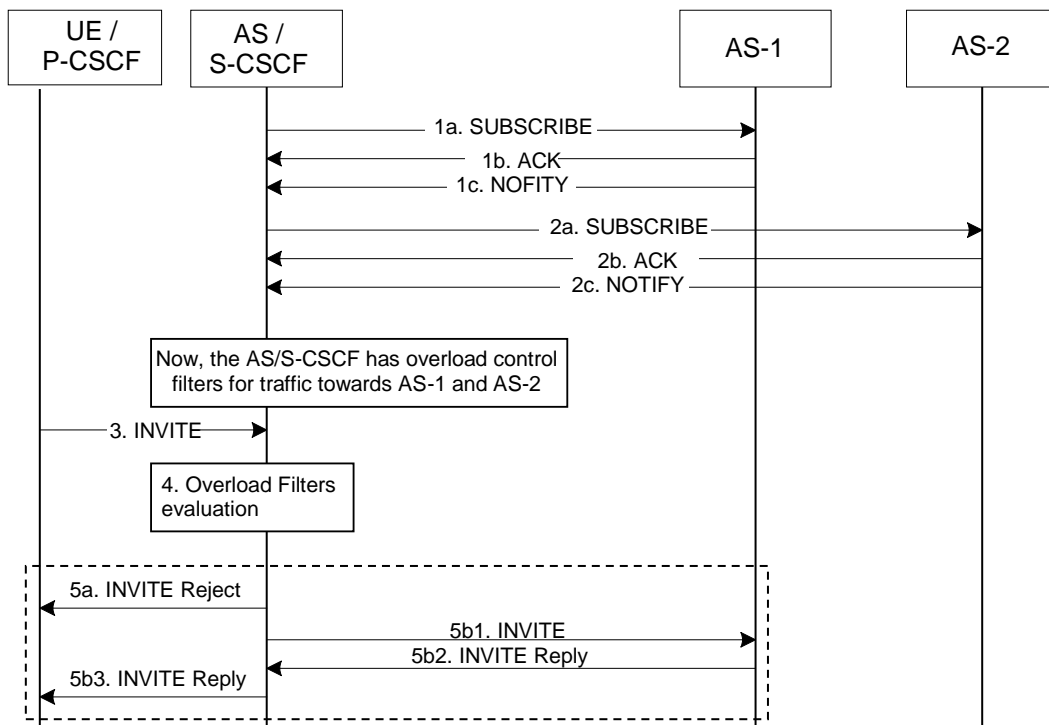 UE /
P-CSCF
AS /
S-CSCF
AS-1
AS-2
1a. SUBSCRIBE
1b. ACK
1c. NOFITY
2a. SUBSCRIBE
2b. ACK
2c. NOTIFY
Now, the AS/S-CSCF has overload control
filters for traffic towards AS-1 and AS-2
3. INVITE
4. Overload Filters
evaluation
5a. INVITE Reject
5b1. INVITE
5b2. INVITE Reply
5b3. INVITE Reply